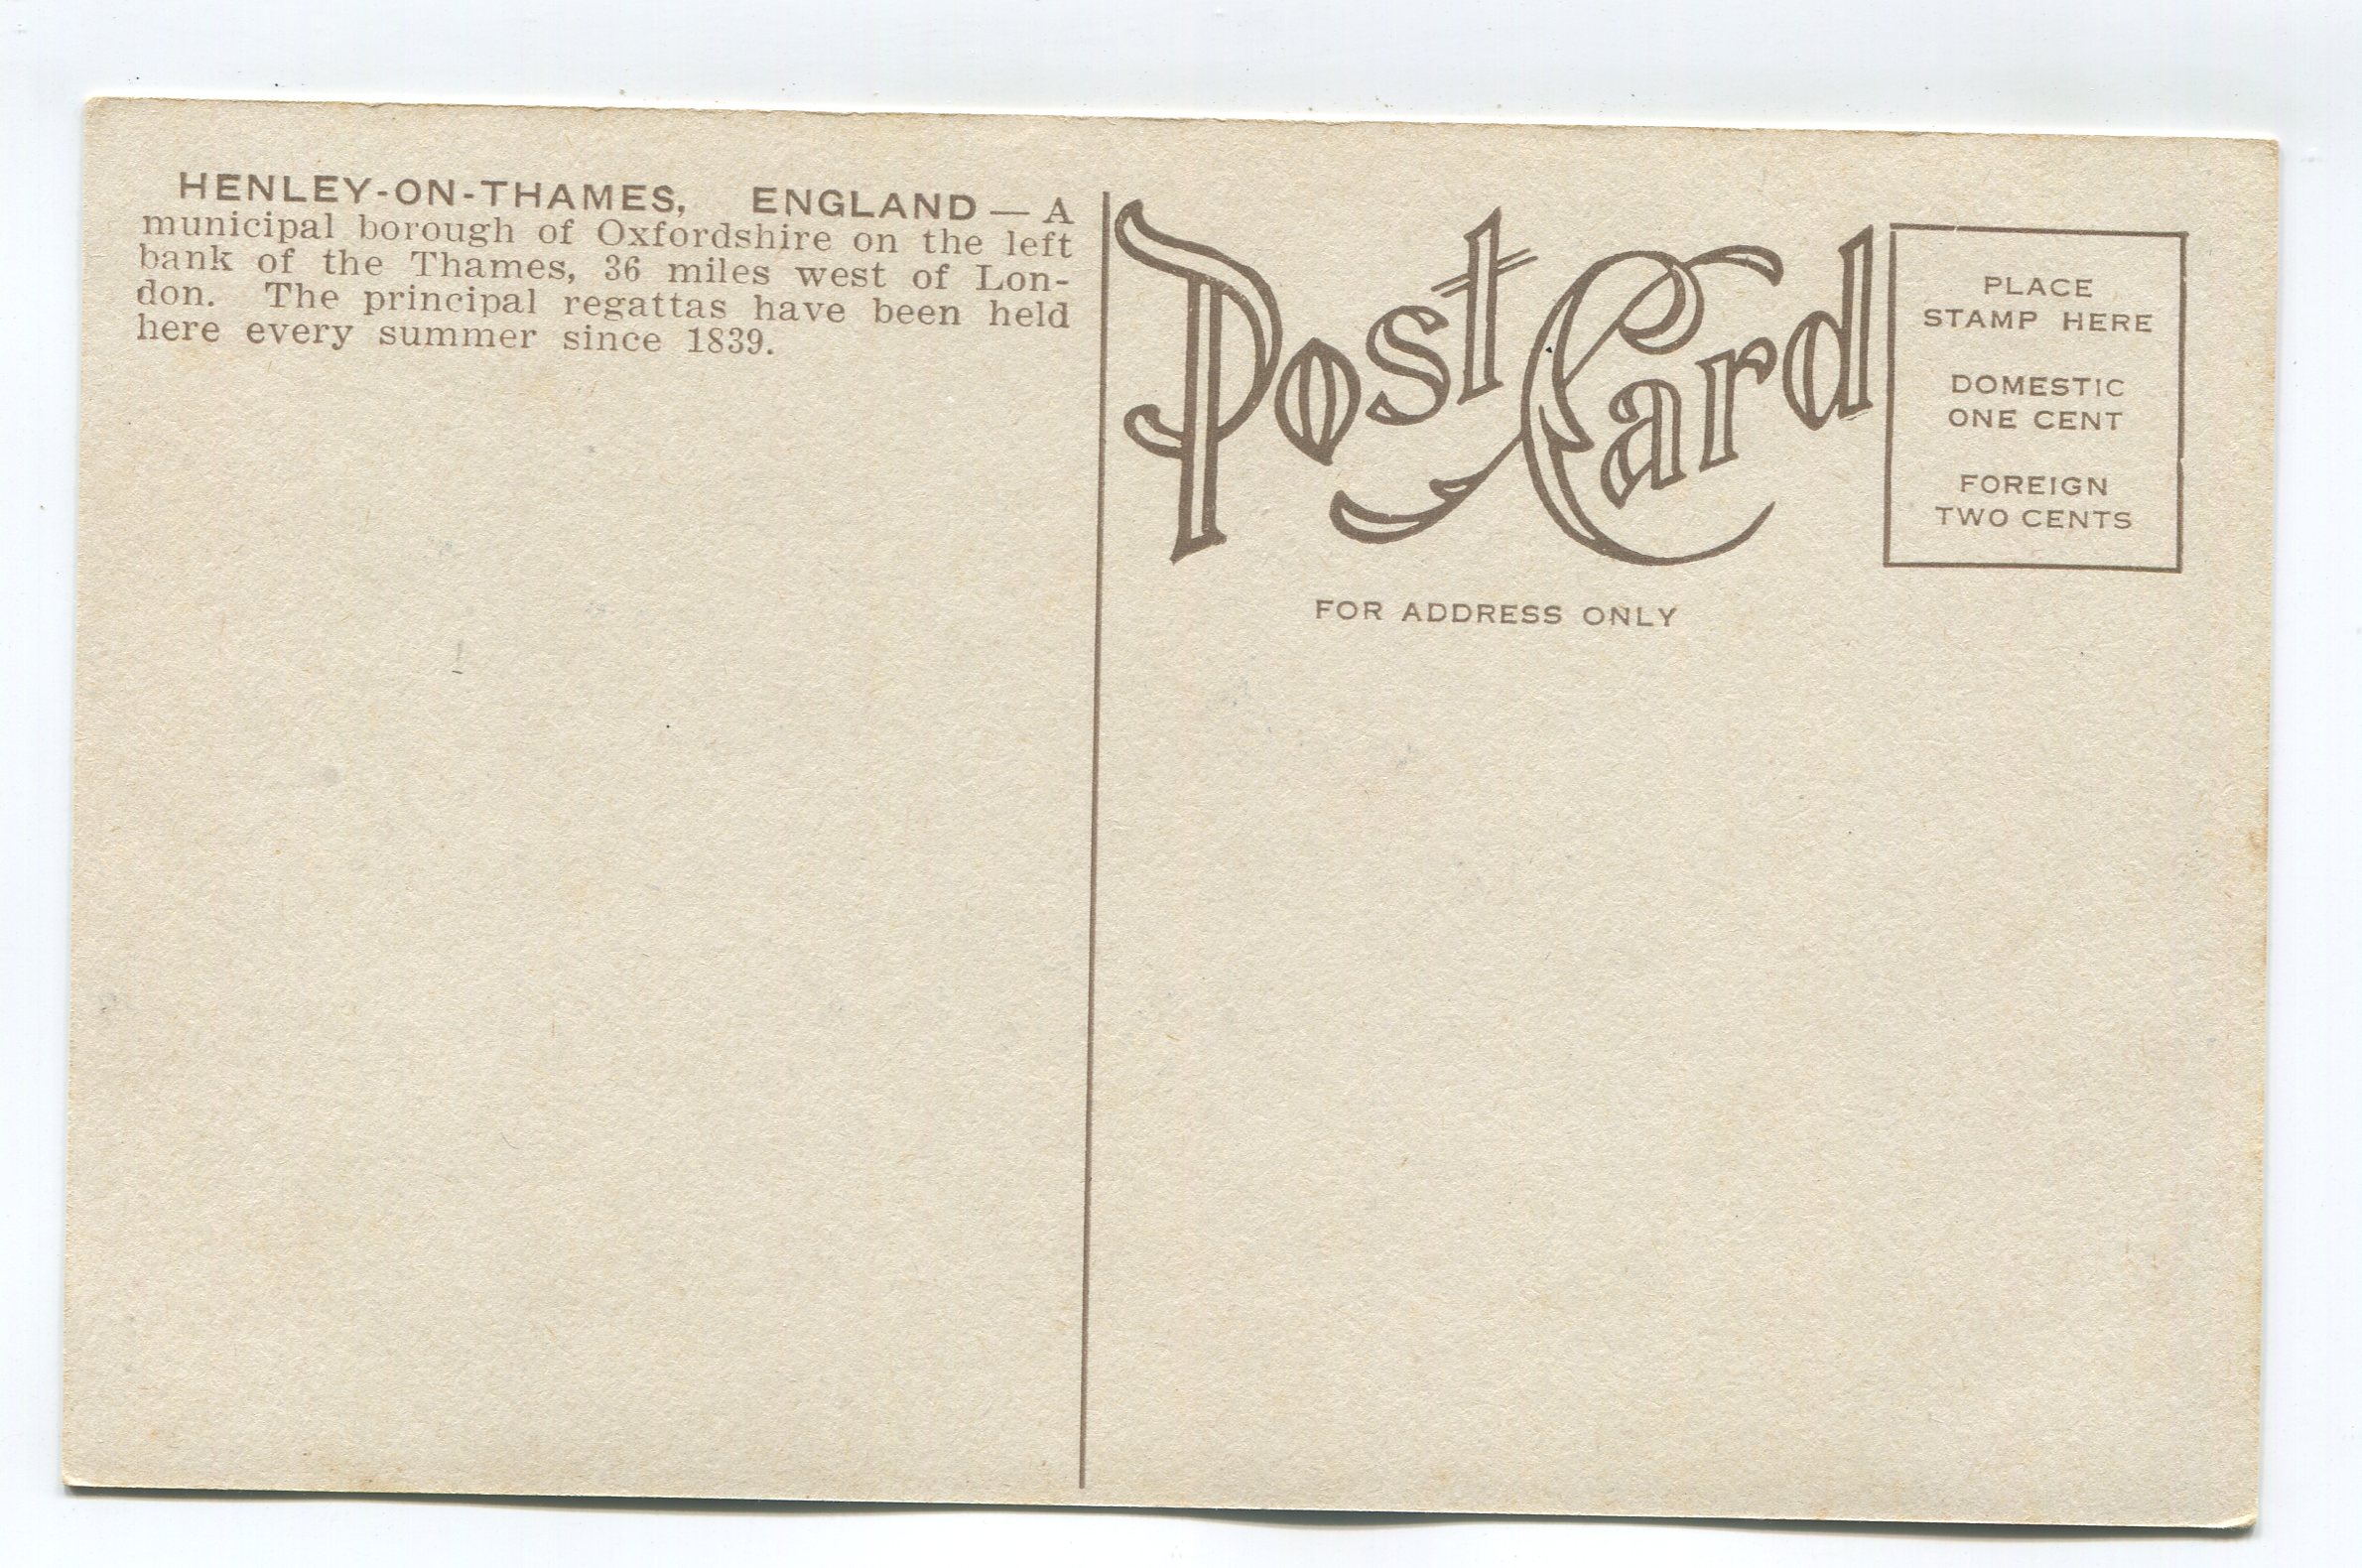 HENLEY-ON-THAMES, ENGLAND — A
municipal borough of Oxfordshire on the left
bank of the Thames, 36 miles west of Lon-
don. The principal regattas have been held
here every summer since 1839.
Post Card
PLACE
STAMP HERE
DOMESTIC
ONE CENT
FOREIGN
TWO CENTS
FOR ADDRESS ONLY